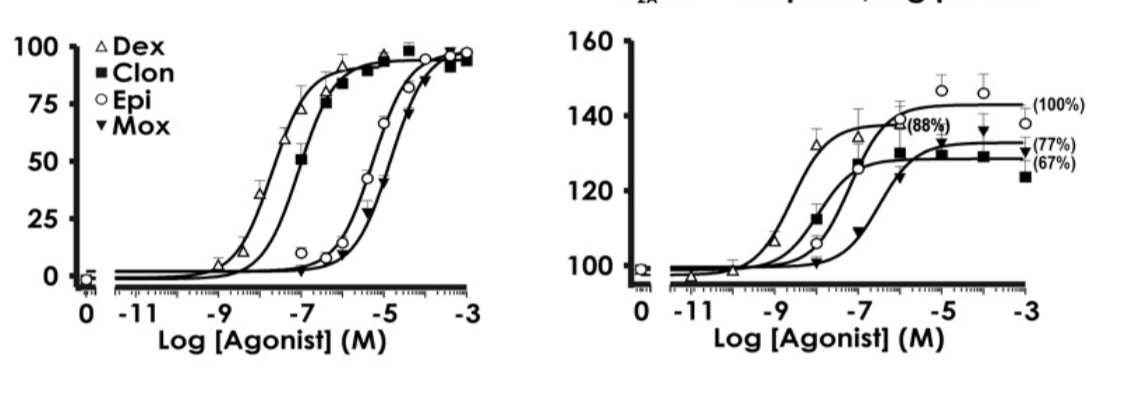 100
75
50
25
0
Dex
Clon
Epi
Mox
0 -11 -9 -7 -5 -3
Log [Agonist] (M)
160
140
120
100
(100%)
(88%)
(77%)
(67%)
0 -11 -9 -7 -5 -3
Log [Agonist] (M)